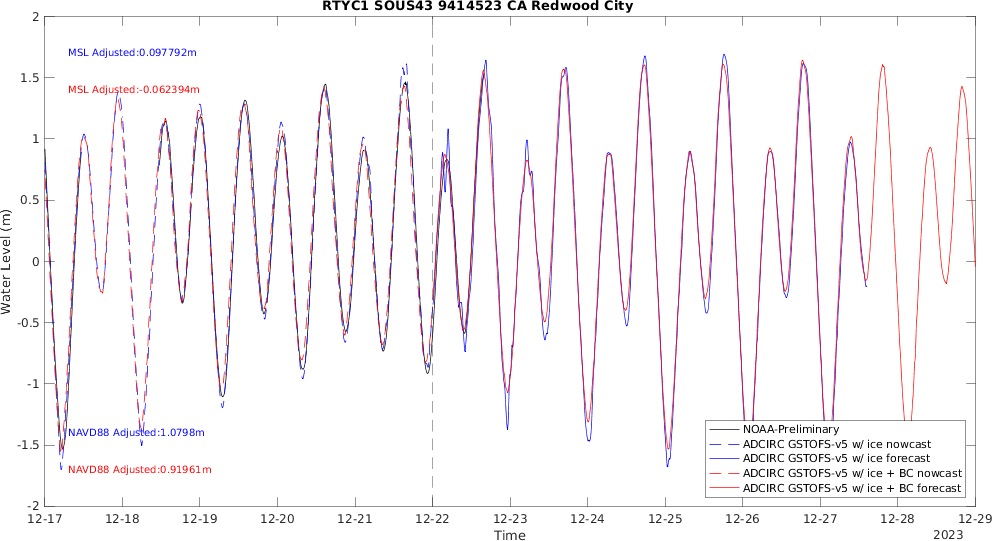 RTYC1 SOUS43 9414523 CA Redwood City
2
1.5
1
0.5
0
-0.5
-1
-1.5
-2
Water Level (m)
MSL Adjusted:0.097792m
MSL Adjusted:-0.062394m
NAVD88 Adjusted:1.0798m
NAVD88 Adjusted:0.91961m
NOAA-Preliminary
ADCIRC GSTOFS-v5 w/ ice nowcast
ADCIRC GSTOFS-v5 w/ ice forecast
ADCIRC GSTOFS-v5 w/ ice + BC nowcast
ADCIRC GSTOFS-v5 w/ ice + BC forecast
12-17 12-18 12-19 12-20 12-21 12-22 12-23 12-24 12-25 12-26 12-27 12-28 12-29
Time
2023